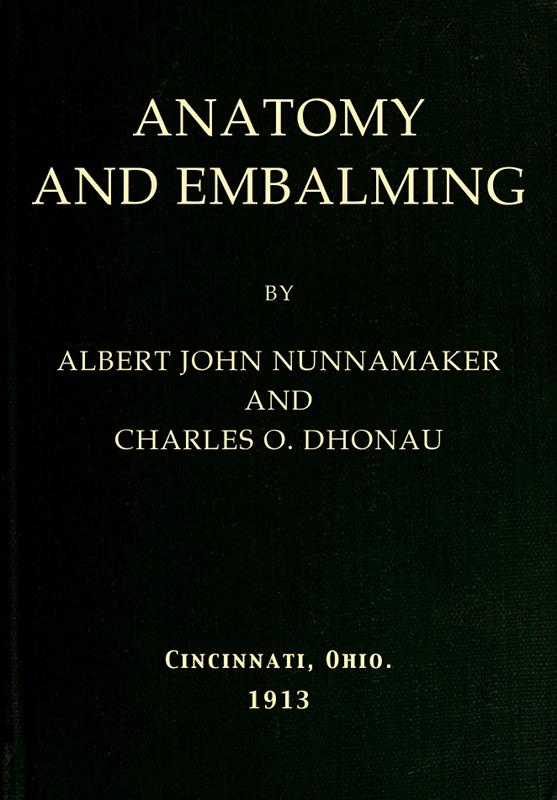 ANATOMY
AND EMBALMING
BY
ALBERT JOHN NUNNAMAKER
AND
CHARLES O. DHONAU
Cincinnati, Ohio.
1913